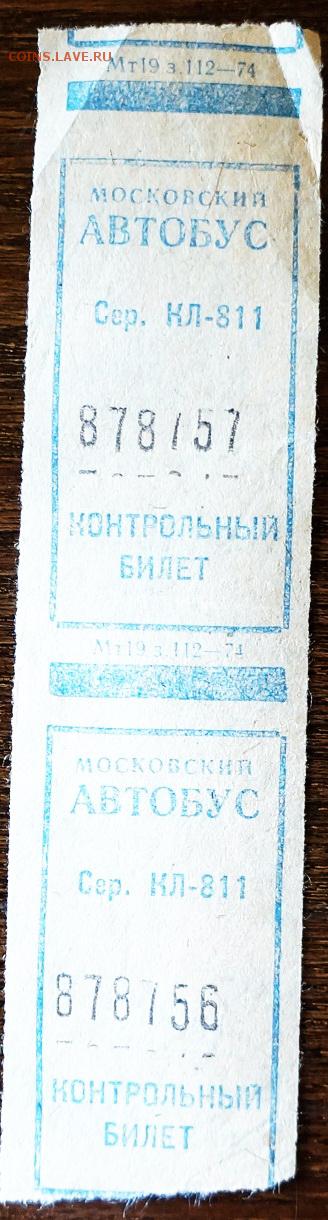 COINS.LAVE.RU
Мт19 з.112—74
МОСКОВСКИЙ
АВТОБУС
Сер. КЛ-811
878757
КОНТРОЛЬНЫЙ
БИЛЕТ
Мт19 з.112—74
МОСКОВСКИЙ
АВТОБУС
Сер. КЛ-811
878756
КОНТРОЛЬНЫЙ
БИЛЕТ